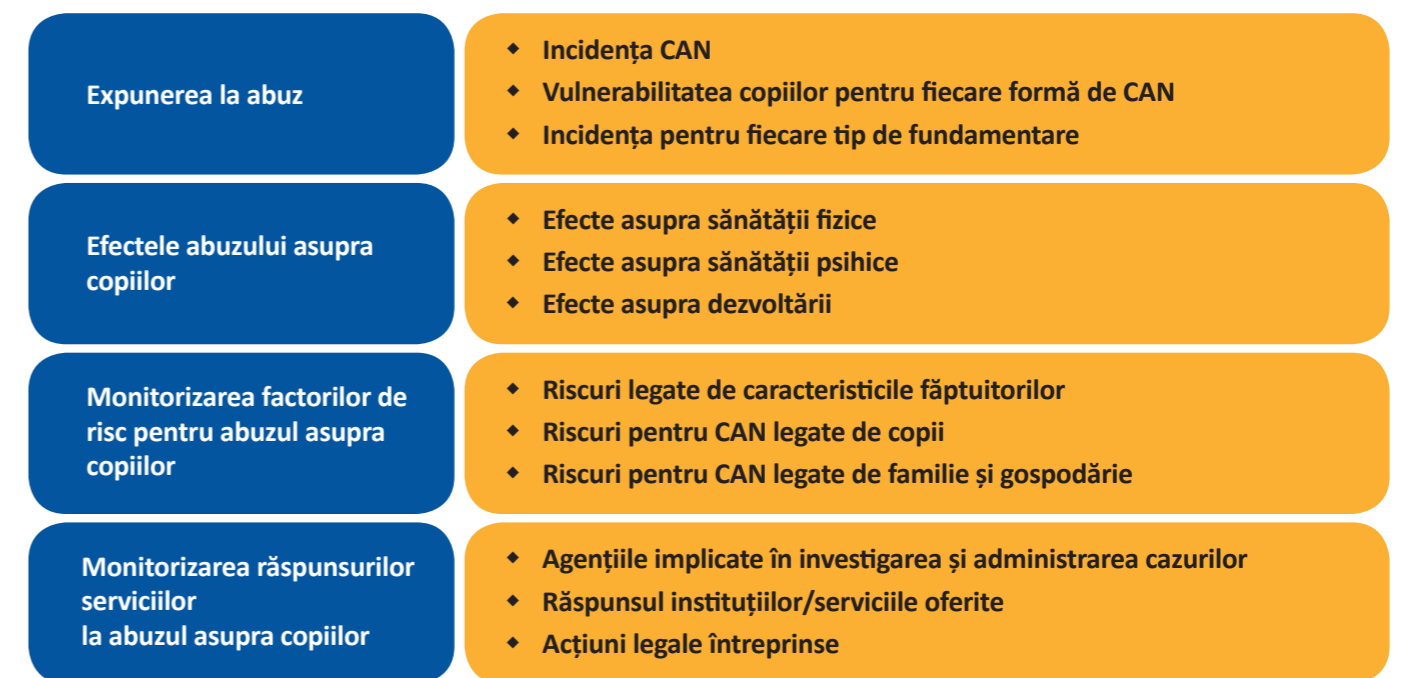 Expunerea la abuz
◆ Incidența CAN
◆ Vulnerabilitatea copiilor pentru fiecare formă de CAN
◆ Incidența pentru fiecare tip de fundamentare
Efectele abuzului asupra
copiilor
◆ Efecte asupra sănătății fizice
◆ Efecte asupra sănătății psihice
◆ Efecte asupra dezvoltării
Monitorizarea factorilor de
risc pentru abuzul asupra
copiilor
◆ Riscuri legate de caracteristicile făptuitorilor
◆ Riscuri pentru CAN legate de copii
◆ Riscuri pentru CAN legate de familie și gospodărie
Monitorizarea răspunsurilor
serviciilor
la abuzul asupra copiilor
◆ Agențiile implicate în investigarea și administrarea cazurilor
◆ Răspunsul instituțiilor/serviciile oferite
◆ Acțiuni legale întreprinse